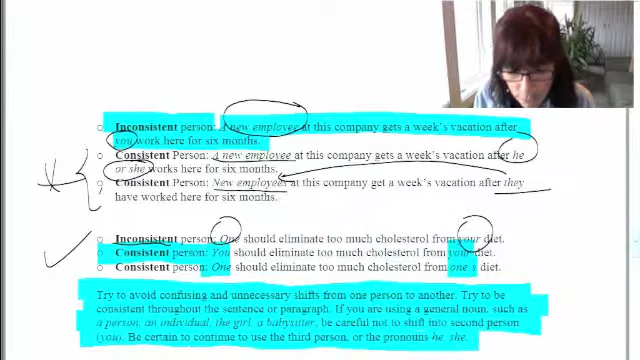 Inconsistent person: A new employee at this company gets a week's vacation after
you work here for six months.
Consistent Person: A new employee at this company gets a week's vacation after he
or she works here for six months.
Consistent Person: New employees at this company get a week's vacation after they
have worked here for six months.
Inconsistent person: One should eliminate too much cholesterol from your diet.
Consistent person: You should eliminate too much cholesterol from your diet.
Consistent person: One should eliminate too much cholesterol from one's diet.
Try to avoid confusing and unnecessary shifts from one person to another. Try to be
consistent throughout the sentence or paragraph. If you are using a general noun, such as
a person, an individual, the girl, a babysitter, be careful not to shift into second person
(you). Be certain to continue to use the third person, or the pronouns he, she.